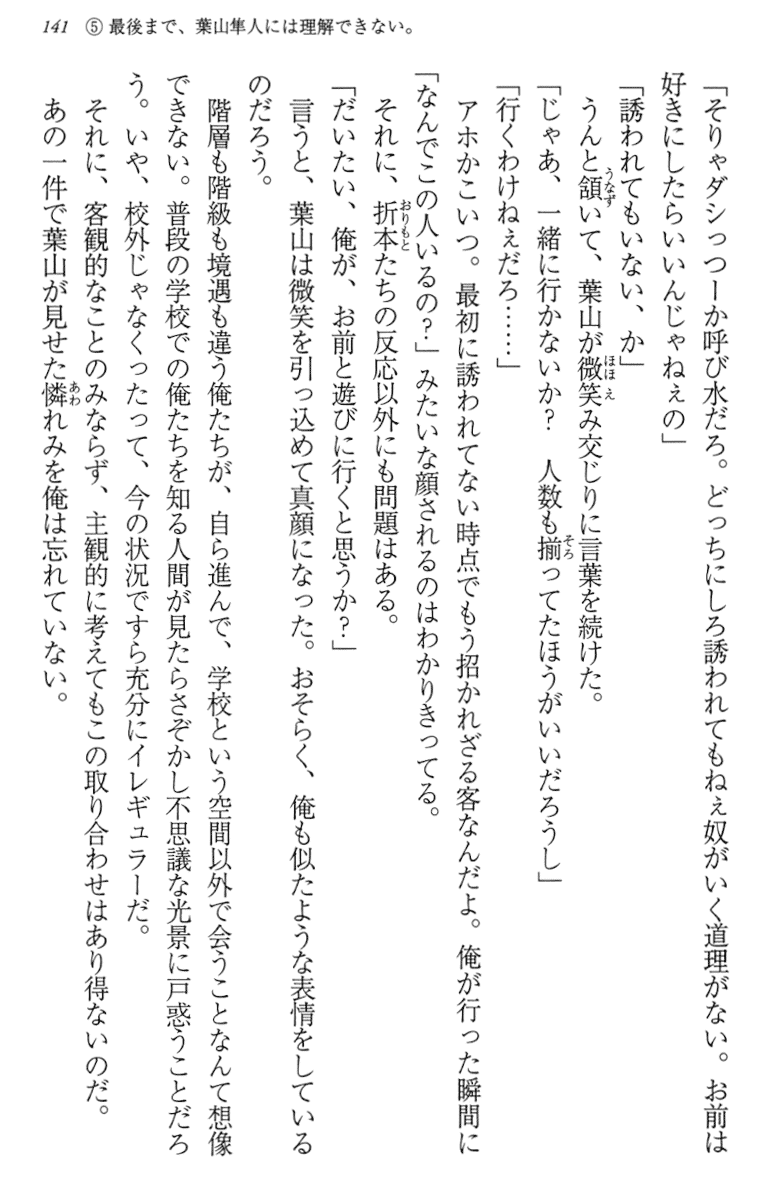 141 ⑤ 最後まで、葉山隼人には理解できない。
「そりゃダシっつーか呼び水だろ。どっちにしろ誘われてもねぇ奴がいく道理がない。お前は
好きにしたらいいんじゃねぇの」
「誘われてもいない、か」
うんと頷いて、葉山が微笑み交じりに言葉を続けた。
「じゃあ、一緒に行かないか？　人数も揃ってたほうがいいだろうし」
「行くわけねぇだろ……」
アホかこいつ。最初に誘われてない時点でもう招かれざる客なんだよ。俺が行った瞬間に
「なんでこの人いるの？」みたいな顔されるのはわかりきってる。
それに、折本たちの反応以外にも問題はある。
「だいたい、俺が、お前と遊びに行くと思うか？」
言うと、葉山は微笑を引っ込めて真顔になった。おそらく、俺も似たような表情をしている
のだろう。
階層も階級も境遇も違う俺たちが、自ら進んで、学校という空間以外で会うことなんて想像
できない。普段の学校での俺たちを知る人間が見たらさぞかし不思議な光景に戸惑うことだろ
う。いや、校外じゃなくったって、今の状況ですら充分にイレギュラーだ。
それに、客観的なことのみならず、主観的に考えてもこの取り合わせはあり得ないのだ。
あの一件で葉山が見せた憐れみを俺は忘れていない。